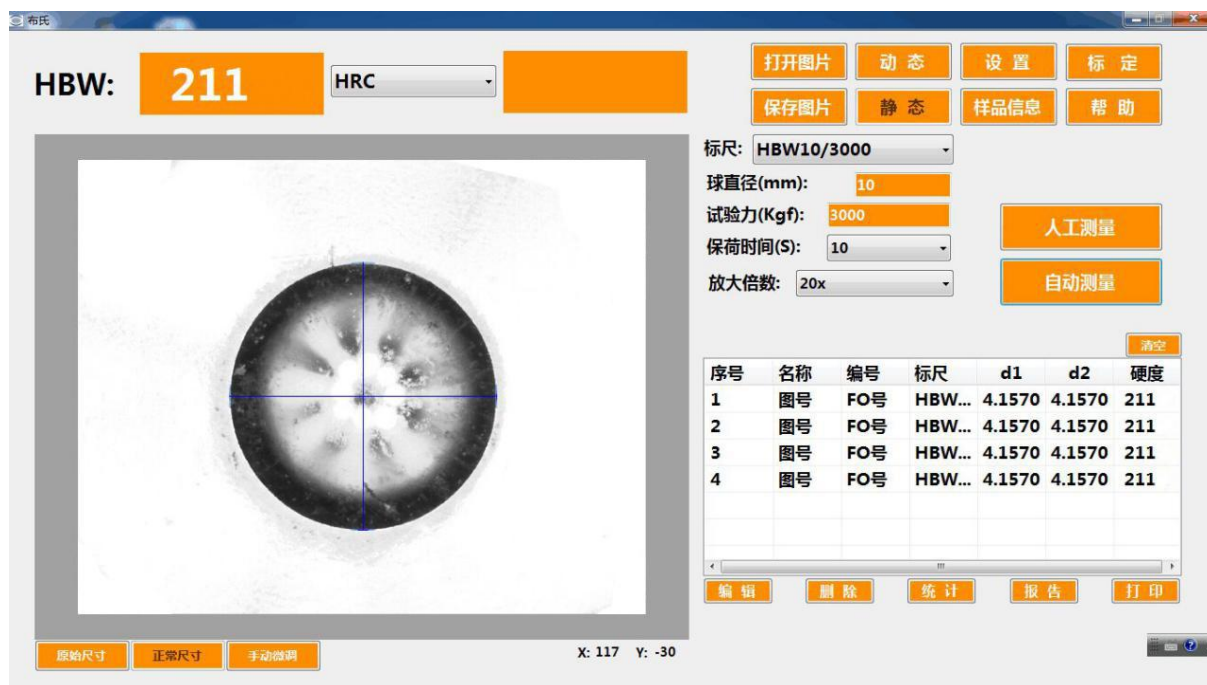 布氏
HBW: 211 HRC
打开图片 动 态 设 置 标 定
保存图片 静 态 样品信息 帮 助
标尺: HBW10/3000
球直径(mm): 10
试验力(Kgf): 3000
保荷时间(S): 10
放大倍数: 20x
人工测量
自动测量
清空
序号 名称 编号 标尺 d1 d2 硬度
1 图号 FO号 HBW... 4.1570 4.1570 211
2 图号 FO号 HBW... 4.1570 4.1570 211
3 图号 FO号 HBW... 4.1570 4.1570 211
4 图号 FO号 HBW... 4.1570 4.1570 211
编 辑 删 除 统 计 报 告 打 印
原始尺寸 正常尺寸 手动微调 X: 117 Y: -30